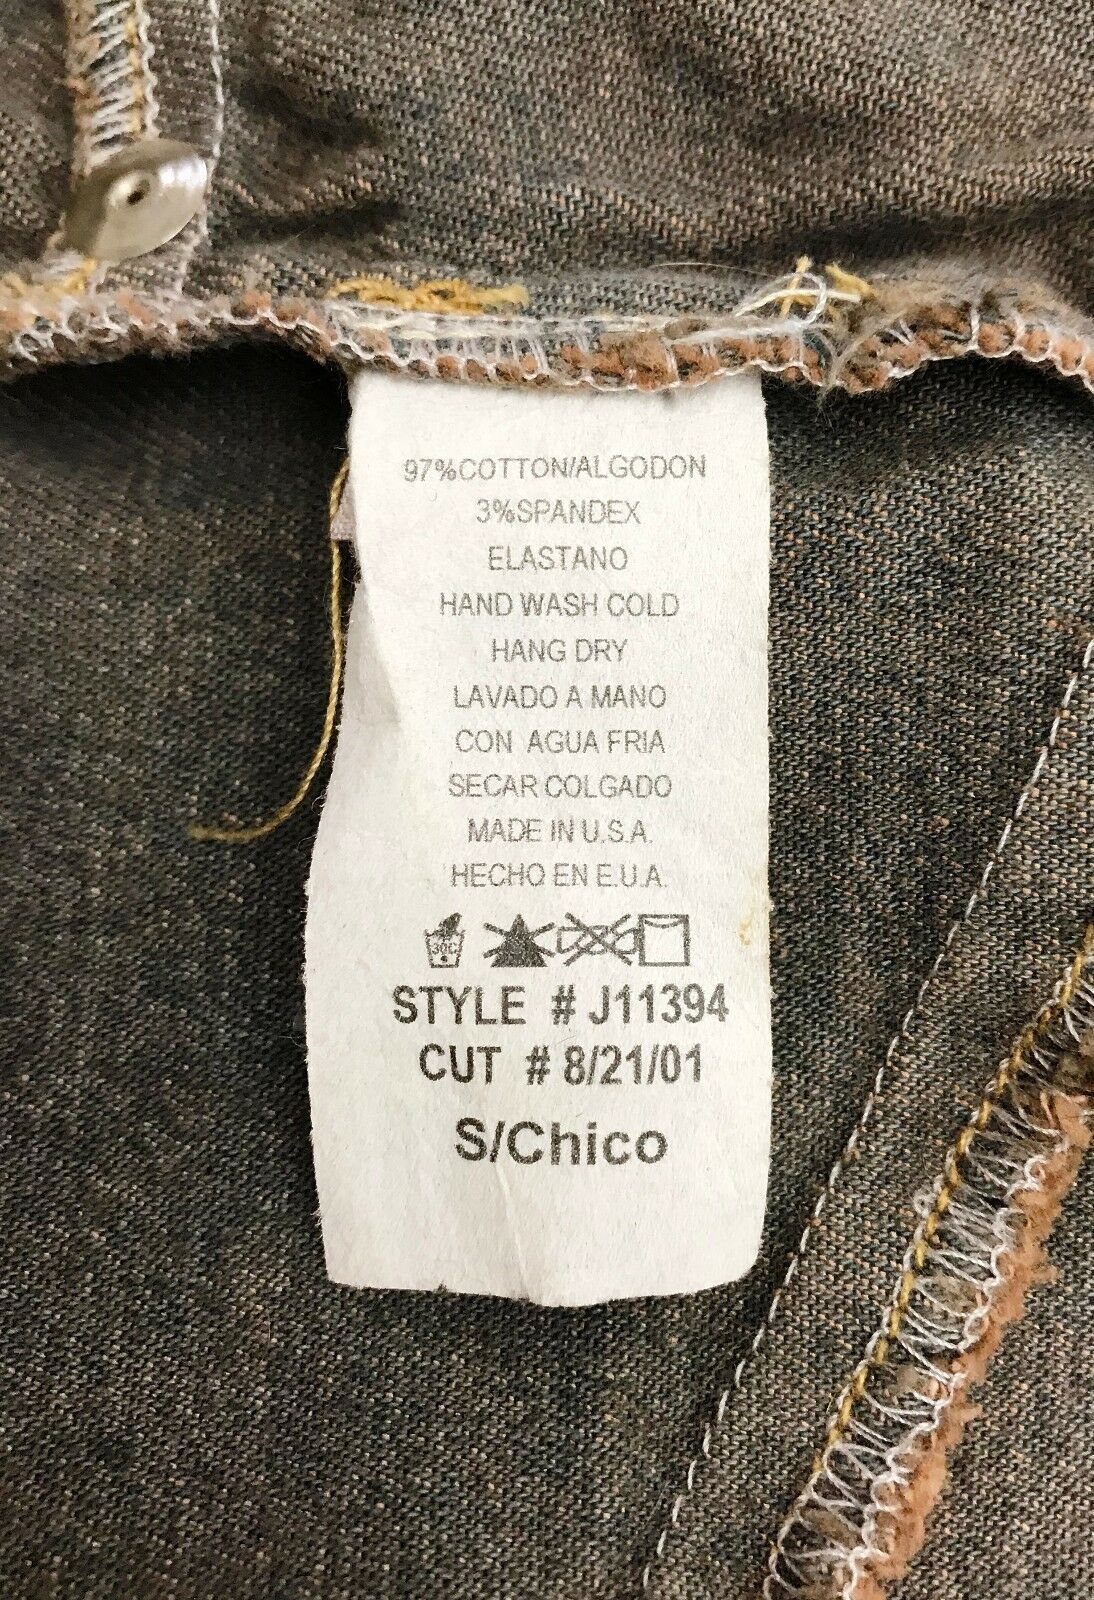 97%COTTON/ALGODON
3%SPANDEX
ELASTANO
HAND WASH COLD
HANG DRY
LAVADO A MANO
CON AGUA FRIA
SECAR COLGADO
MADE IN U.S.A.
HECHO EN E.U.A.
30C
STYLE # J11394
CUT # 8/21/01
S/Chico